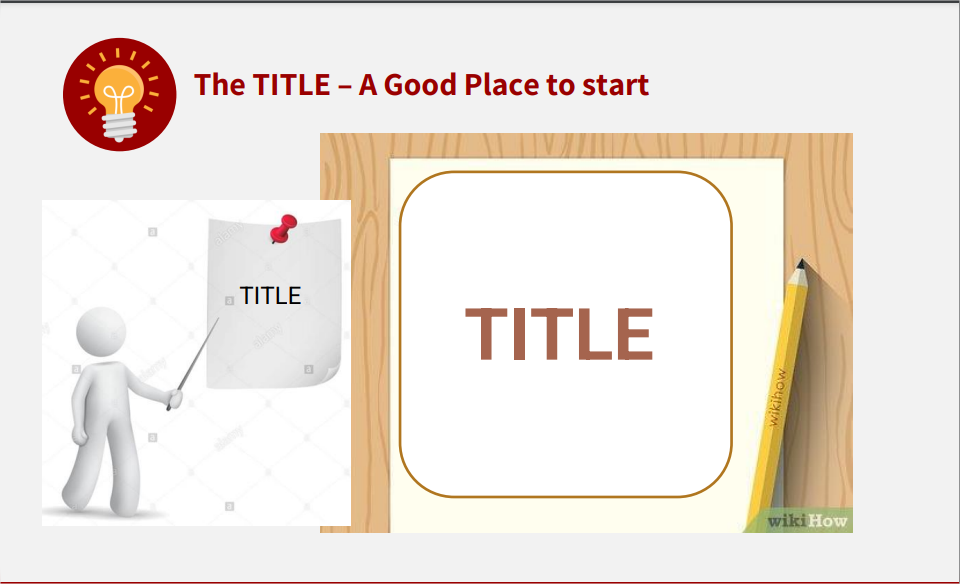 The TITLE – A Good Place to start
TITLE
TITLE
wikihow
wikiHow